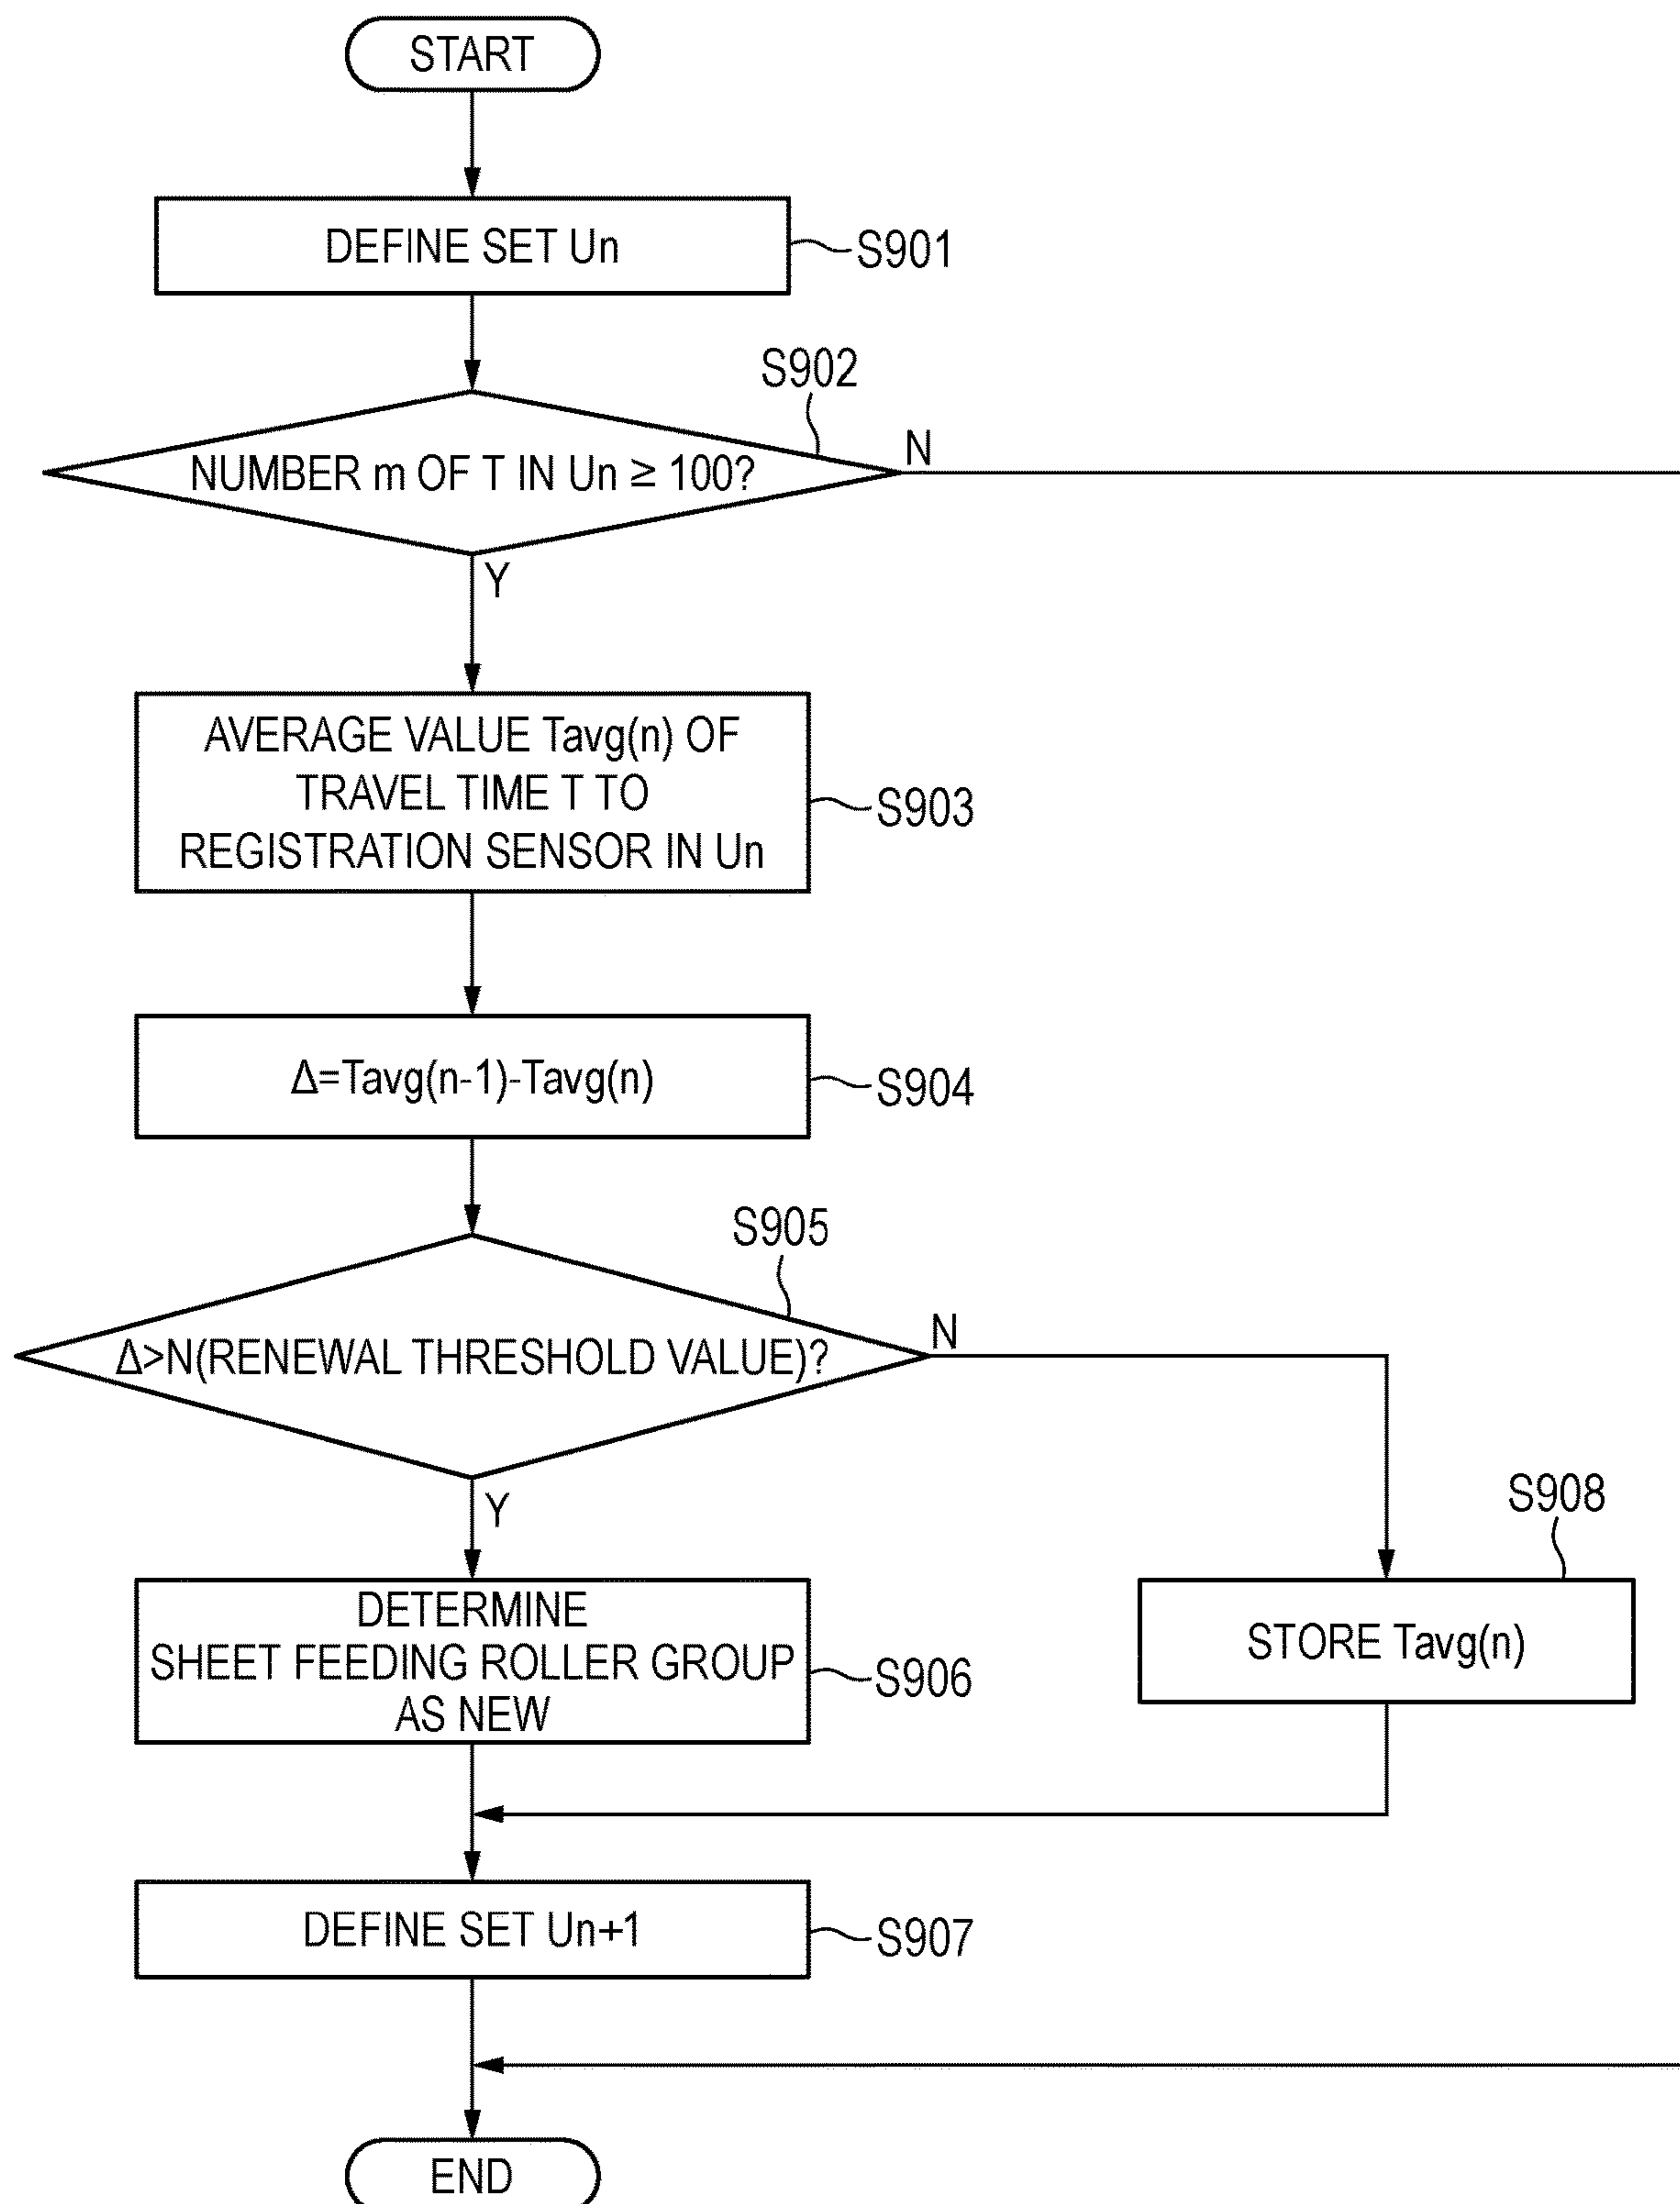 START
DEFINE SET Un
S901
S902
NUMBER m OF T IN Un ≥ 100?
N
Y
AVERAGE VALUE Tavg(n) OF
TRAVEL TIME T TO
REGISTRATION SENSOR IN Un
S903
Δ=Tavg(n-1)-Tavg(n)
S904
S905
Δ>N(RENEWAL THRESHOLD VALUE)?
N
Y
DETERMINE
SHEET FEEDING ROLLER GROUP
AS NEW
S906
S908
STORE Tavg(n)
DEFINE SET Un+1
S907
END